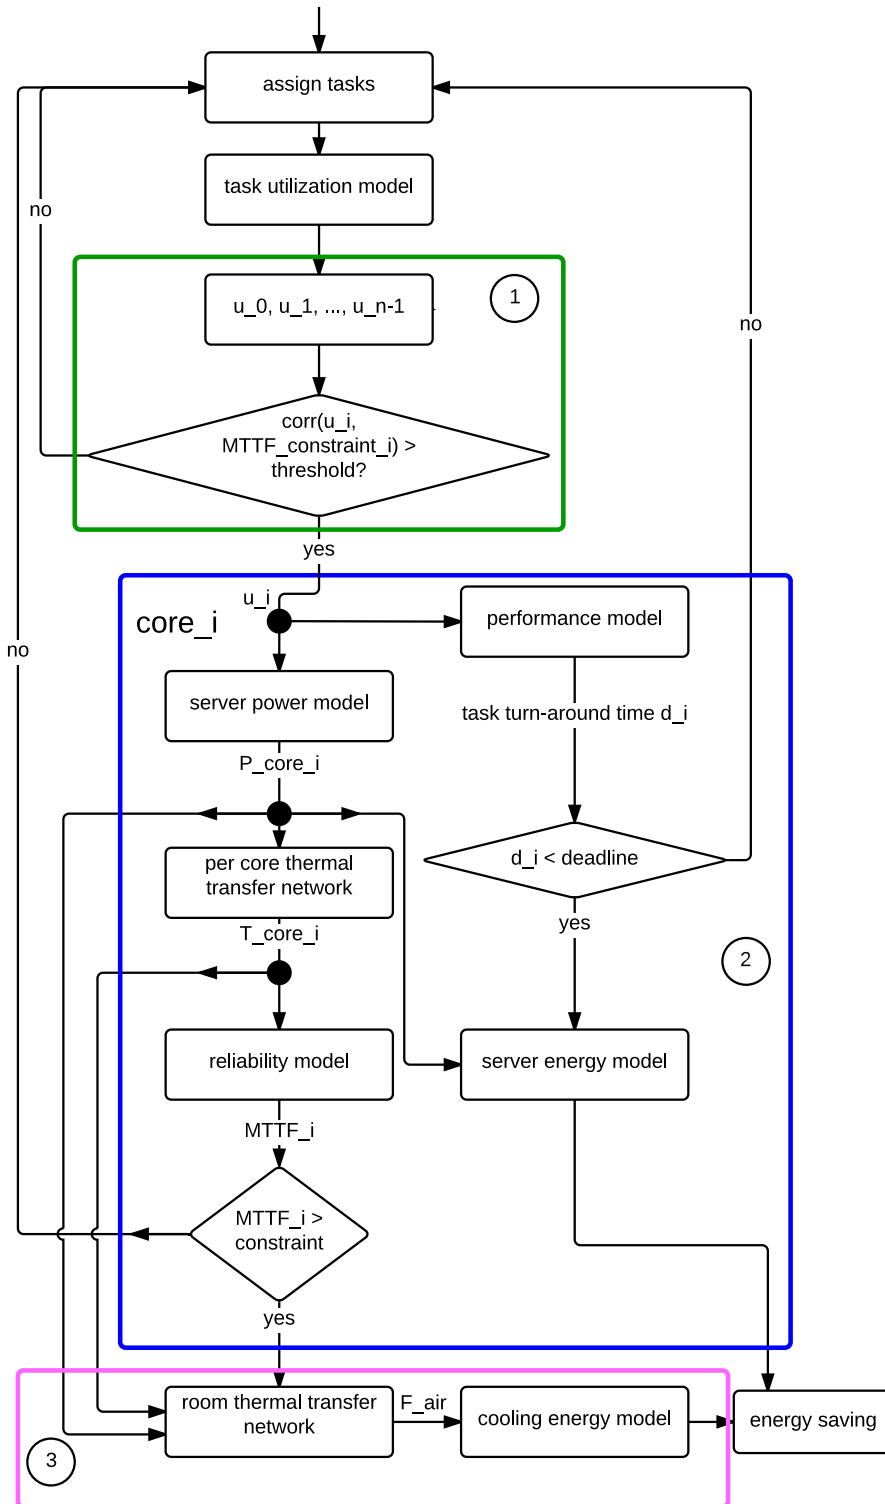 assign tasks
task utilization model
no
u_0, u_1, ..., u_n-1
1
no
corr(u_i,
MTTF_constraint_i) >
threshold?
yes
u_i
core_i
performance model
no
server power model
task turn-around time d_i
P_core_i
per core thermal
transfer network
d_i < deadline
T_core_i
yes
2
reliability model
server energy model
MTTF_i
MTTF_i >
constraint
yes
room thermal transfer
network
F_air
cooling energy model
energy saving
3